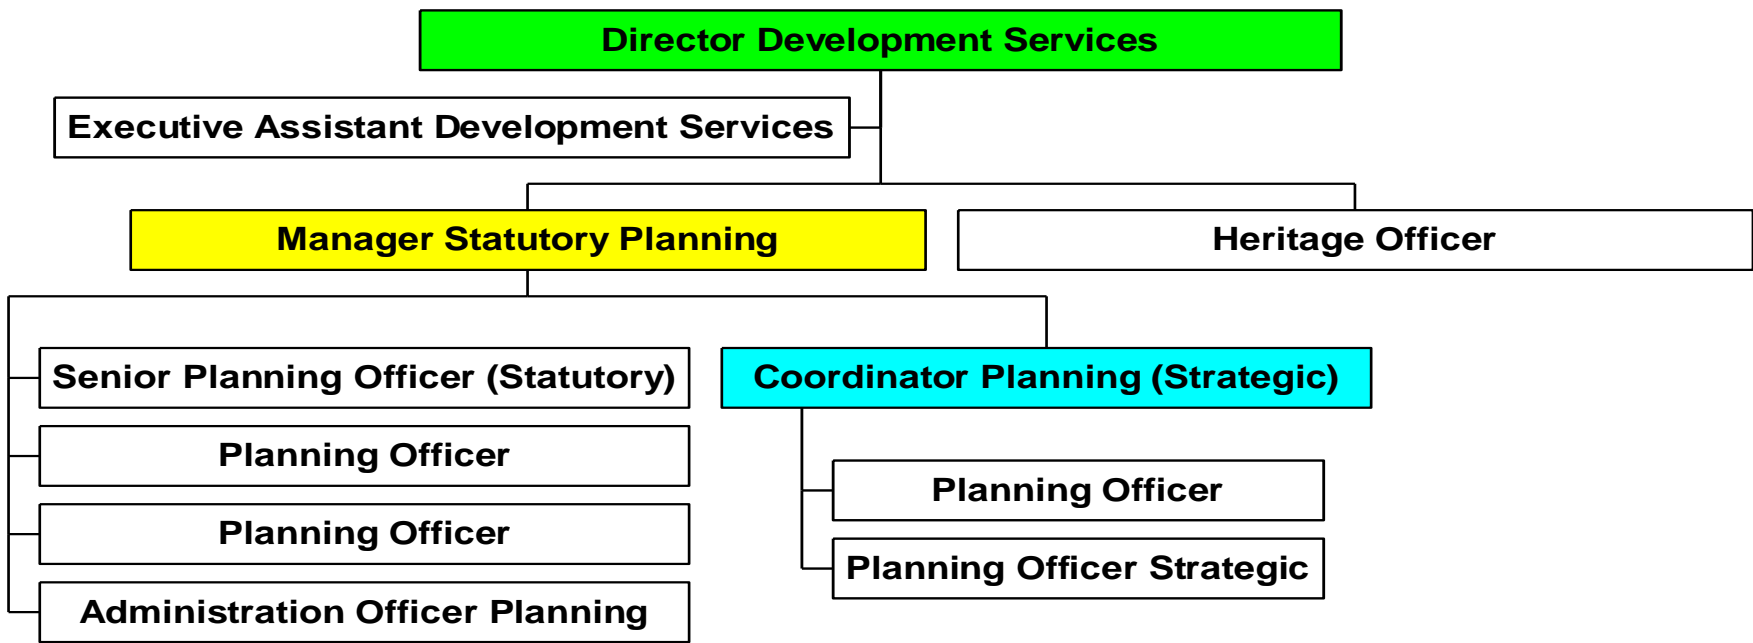 Director Development Services
Executive Assistant Development Services
Manager Statutory Planning
Heritage Officer
Senior Planning Officer (Statutory)
Planning Officer
Planning Officer
Administration Officer Planning
Coordinator Planning (Strategic)
Planning Officer
Planning Officer Strategic